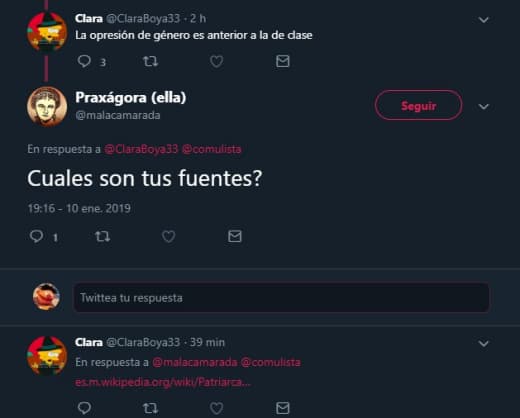 Clara @ClaraBoya33 · 2 h
La opresión de género es anterior a la de clase
3
Praxágora (ella)
@malacamarada
Seguir
En respuesta a @ClaraBoya33 @comulista
Cuales son tus fuentes?
19:16 - 10 ene. 2019
1
Twittea tu respuesta
Clara @ClaraBoya33 · 39 min
En respuesta a @malacamarada @comulista
es.m.wikipedia.org/wiki/Patriarca...